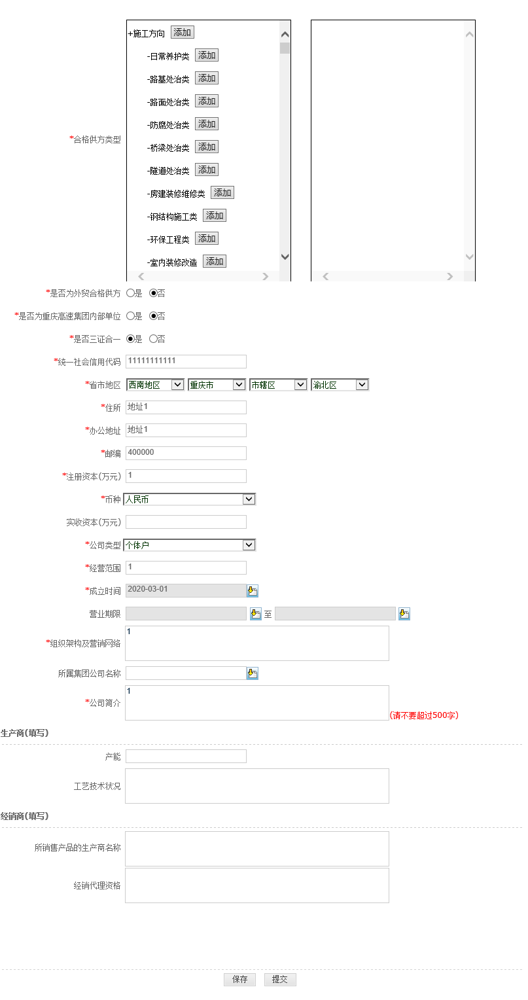 +施工方向 添加
-日常养护类 添加
-路基处治类 添加
-路面处治类 添加
-防腐处治类 添加
*合格供方类型
-桥梁处治类 添加
-隧道处治类 添加
-房建装修维修类 添加
-钢结构施工类 添加
-环保工程类 添加
-室内装修改造 添加
*是否为外贸合格供方 是 否
*是否为重庆高速集团内部单位 是 否
*是否三证合一 是 否
*统一社会信用代码 11111111111
*省市地区 西南地区 重庆市 市辖区 渝北区
*住所 地址1
*办公地址 地址1
*邮编 400000
*注册资本(万元) 1
*币种 人民币
实收资本(万元)
*公司类型 个体户
*经营范围 1
*成立时间 2020-03-01
营业期限 至
*组织架构及营销网络 1
所属集团公司名称
*公司简介 1 (请不要超过500字)
生产商(填写)
产能
工艺技术状况
经销商(填写)
所销售产品的生产商名称
经销代理资格
保存 提交